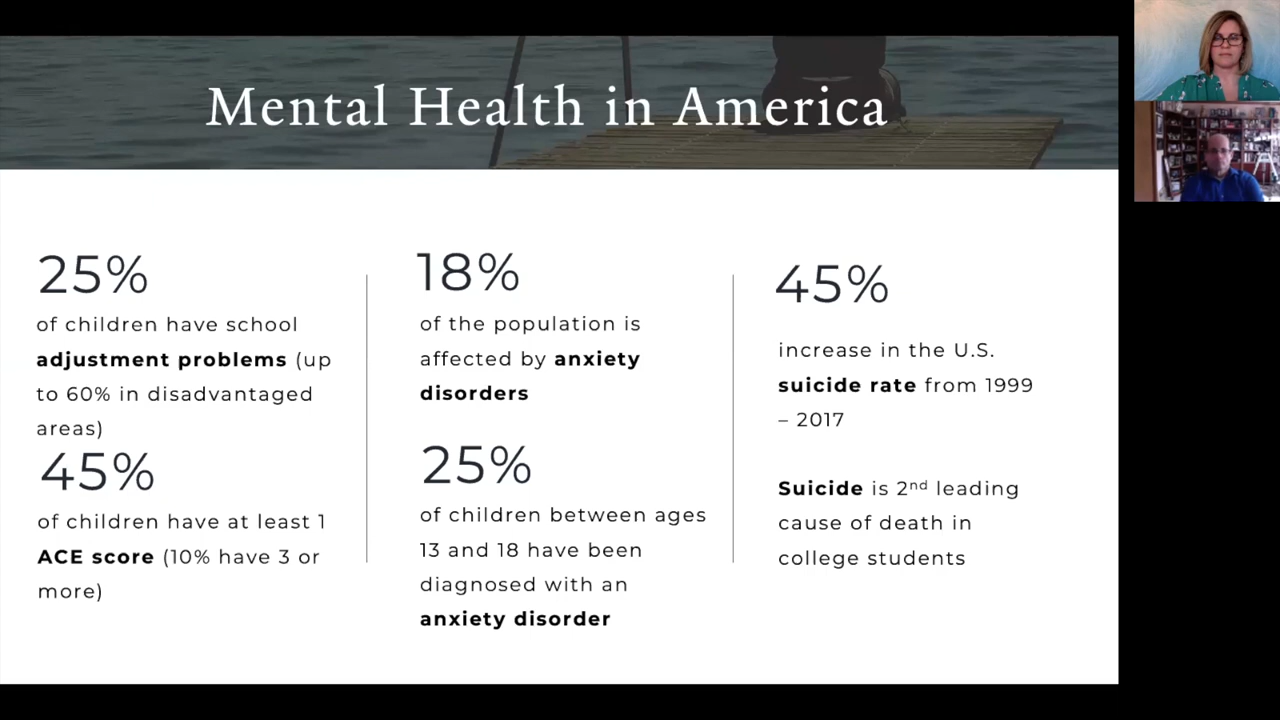 Mental Health in America
25%
of children have school
adjustment problems (up
to 60% in disadvantaged
areas)
45%
of children have at least 1
ACE score (10% have 3 or
more)
18%
of the population is
affected by anxiety
disorders
25%
of children between ages
13 and 18 have been
diagnosed with an
anxiety disorder
45%
increase in the U.S.
suicide rate from 1999
– 2017
Suicide is 2nd leading
cause of death in
college students